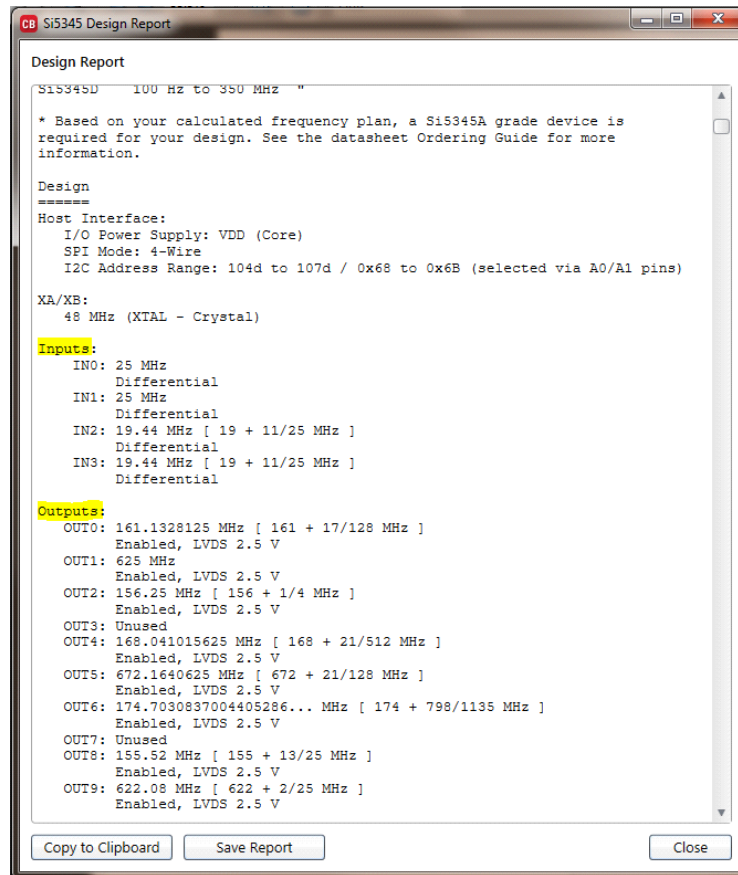 CB Si5345 Design Report
Design Report
Si5345D 100 Hz to 350 MHz "
* Based on your calculated frequency plan, a Si5345A grade device is
required for your design. See the datasheet Ordering Guide for more
information.
Design
======
Host Interface:
I/O Power Supply: VDD (Core)
SPI Mode: 4-Wire
I2C Address Range: 104d to 107d / 0x68 to 0x6B (selected via A0/A1 pins)
XA/XB:
48 MHz (XTAL - Crystal)
Inputs:
IN0: 25 MHz
Differential
IN1: 25 MHz
Differential
IN2: 19.44 MHz [ 19 + 11/25 MHz ]
Differential
IN3: 19.44 MHz [ 19 + 11/25 MHz ]
Differential
Outputs:
OUT0: 161.1328125 MHz [ 161 + 17/128 MHz ]
Enabled, LVDS 2.5 V
OUT1: 625 MHz
Enabled, LVDS 2.5 V
OUT2: 156.25 MHz [ 156 + 1/4 MHz ]
Enabled, LVDS 2.5 V
OUT3: Unused
OUT4: 168.041015625 MHz [ 168 + 21/512 MHz ]
Enabled, LVDS 2.5 V
OUT5: 672.1640625 MHz [ 672 + 21/128 MHz ]
Enabled, LVDS 2.5 V
OUT6: 174.7030837004405286... MHz [ 174 + 798/1135 MHz ]
Enabled, LVDS 2.5 V
OUT7: Unused
OUT8: 155.52 MHz [ 155 + 13/25 MHz ]
Enabled, LVDS 2.5 V
OUT9: 622.08 MHz [ 622 + 2/25 MHz ]
Enabled, LVDS 2.5 V
Copy to Clipboard Save Report Close